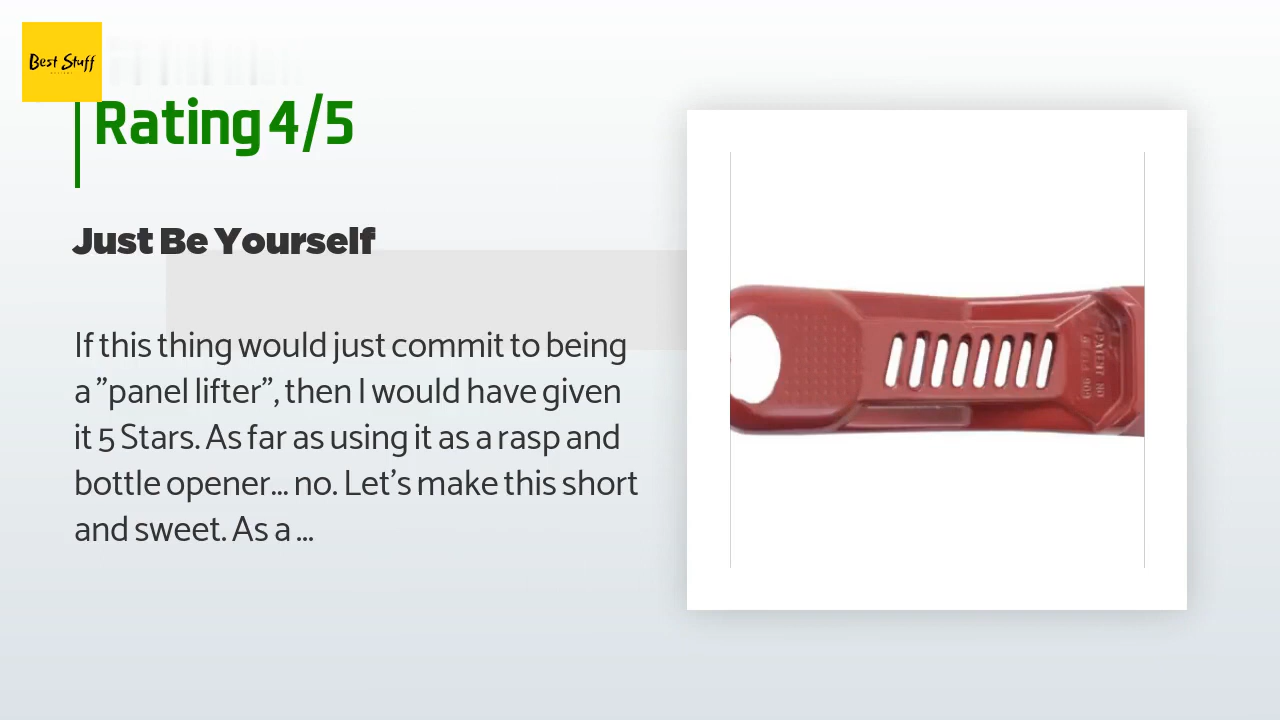 Best Stuff
Rating 4/5
Just Be Yourself
If this thing would just commit to being
a "panel lifter", then I would have given
it 5 Stars. As far as using it as a rasp and
bottle opener... no. Let's make this short
and sweet. As a ...
PATENT NO